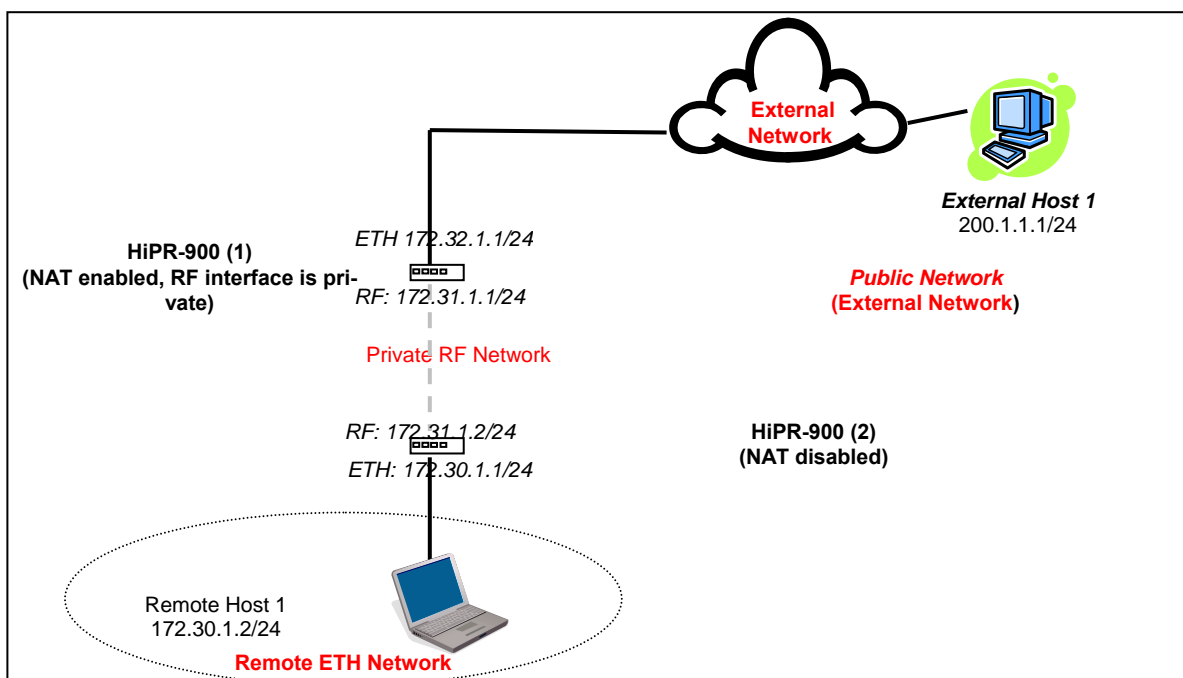 External
Network
External Host 1
200.1.1.1/24
ETH 172.32.1.1/24
HiPR-900 (1)
(NAT enabled, RF interface is pri-
vate)
RF: 172.31.1.1/24
Public Network
(External Network)
Private RF Network
RF: 172.31.1.2/24
ETH: 172.30.1.1/24
HiPR-900 (2)
(NAT disabled)
Remote Host 1
172.30.1.2/24
Remote ETH Network